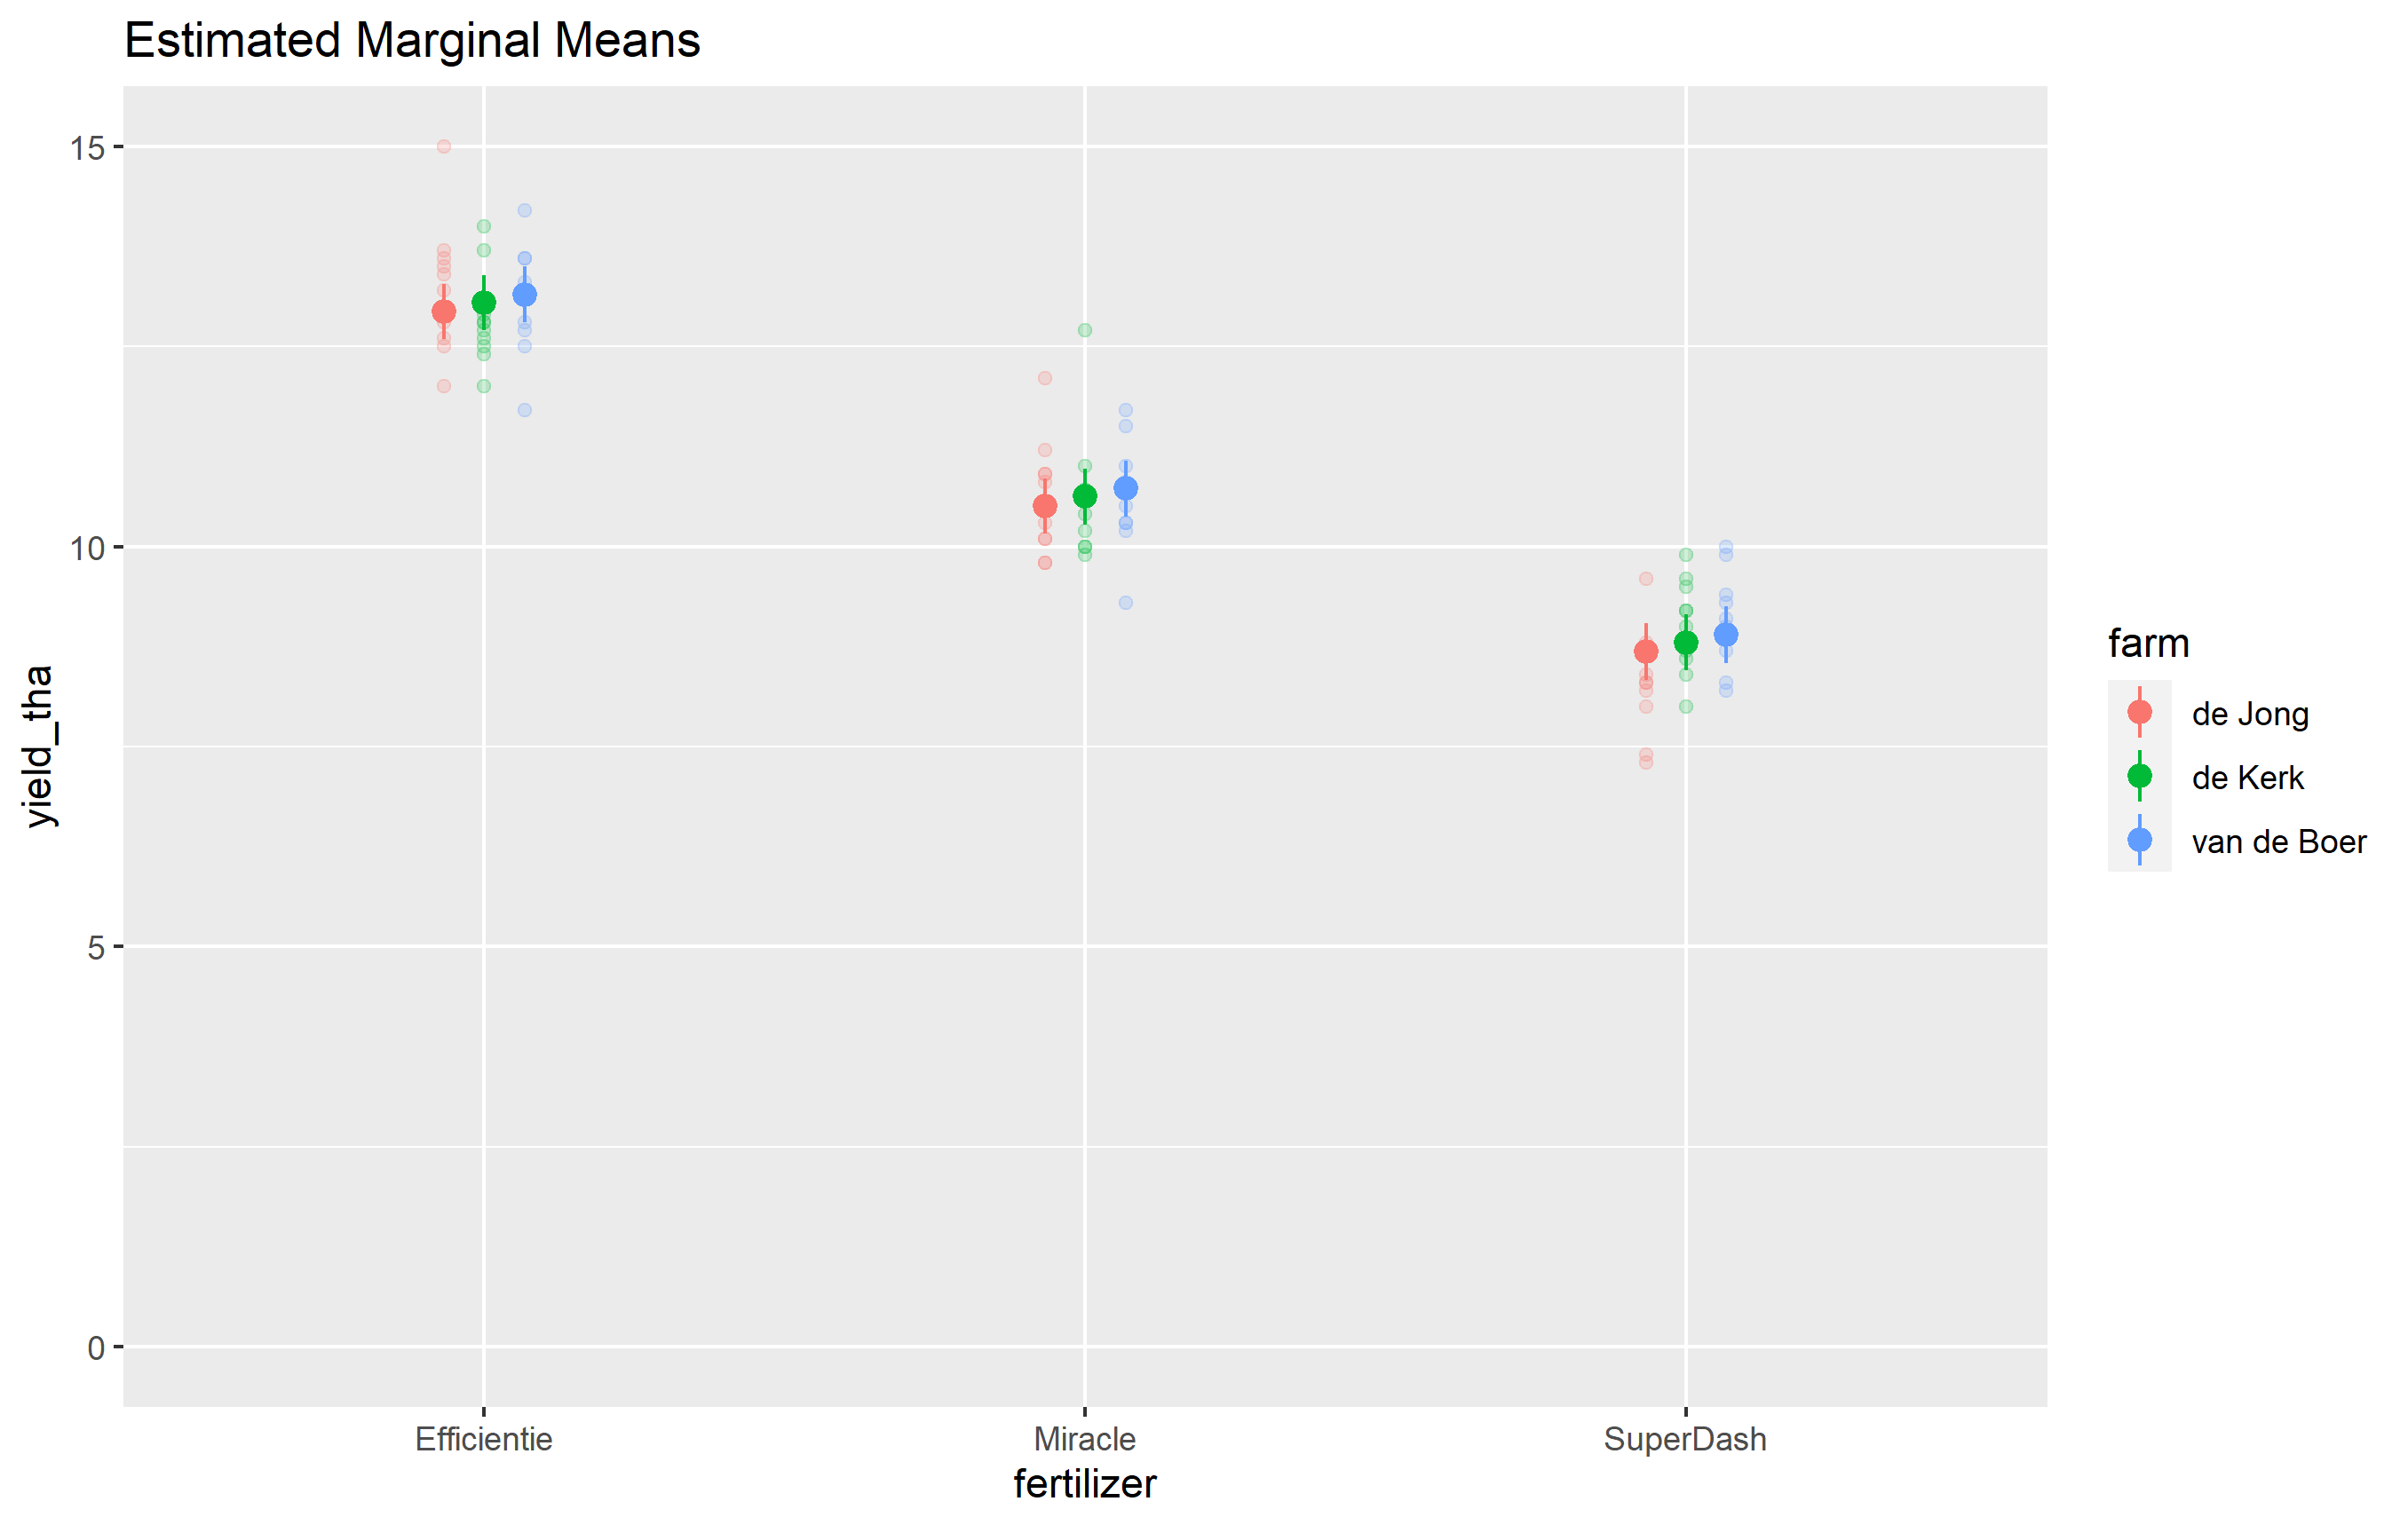 Estimated Marginal Means
15
10
5
0
yield_tha
Efficientie
Miracle
SuperDash
fertilizer
farm
de Jong
de Kerk
van de Boer